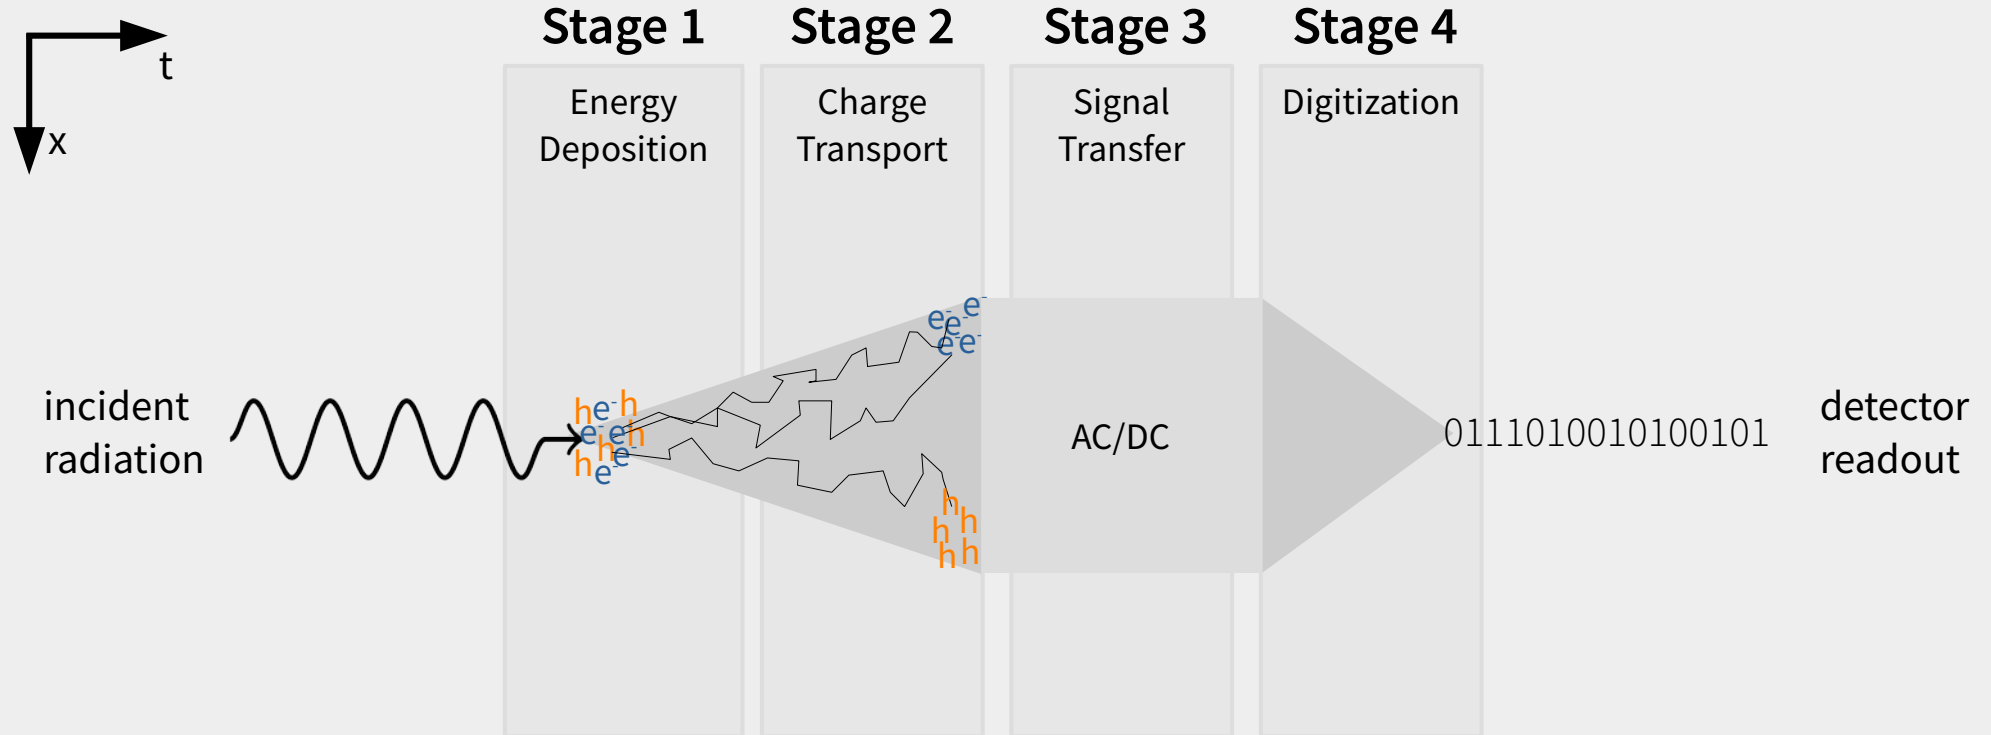 t
x
Stage 1
Stage 2
Stage 3
Stage 4
Energy
Deposition
Charge
Transport
Signal
Transfer
Digitization
incident
radiation
h e- h
e- e- h
h h e-
e-
e- e- e-
e- e-
h
h h
h h
AC/DC
0111010010100101
detector
readout